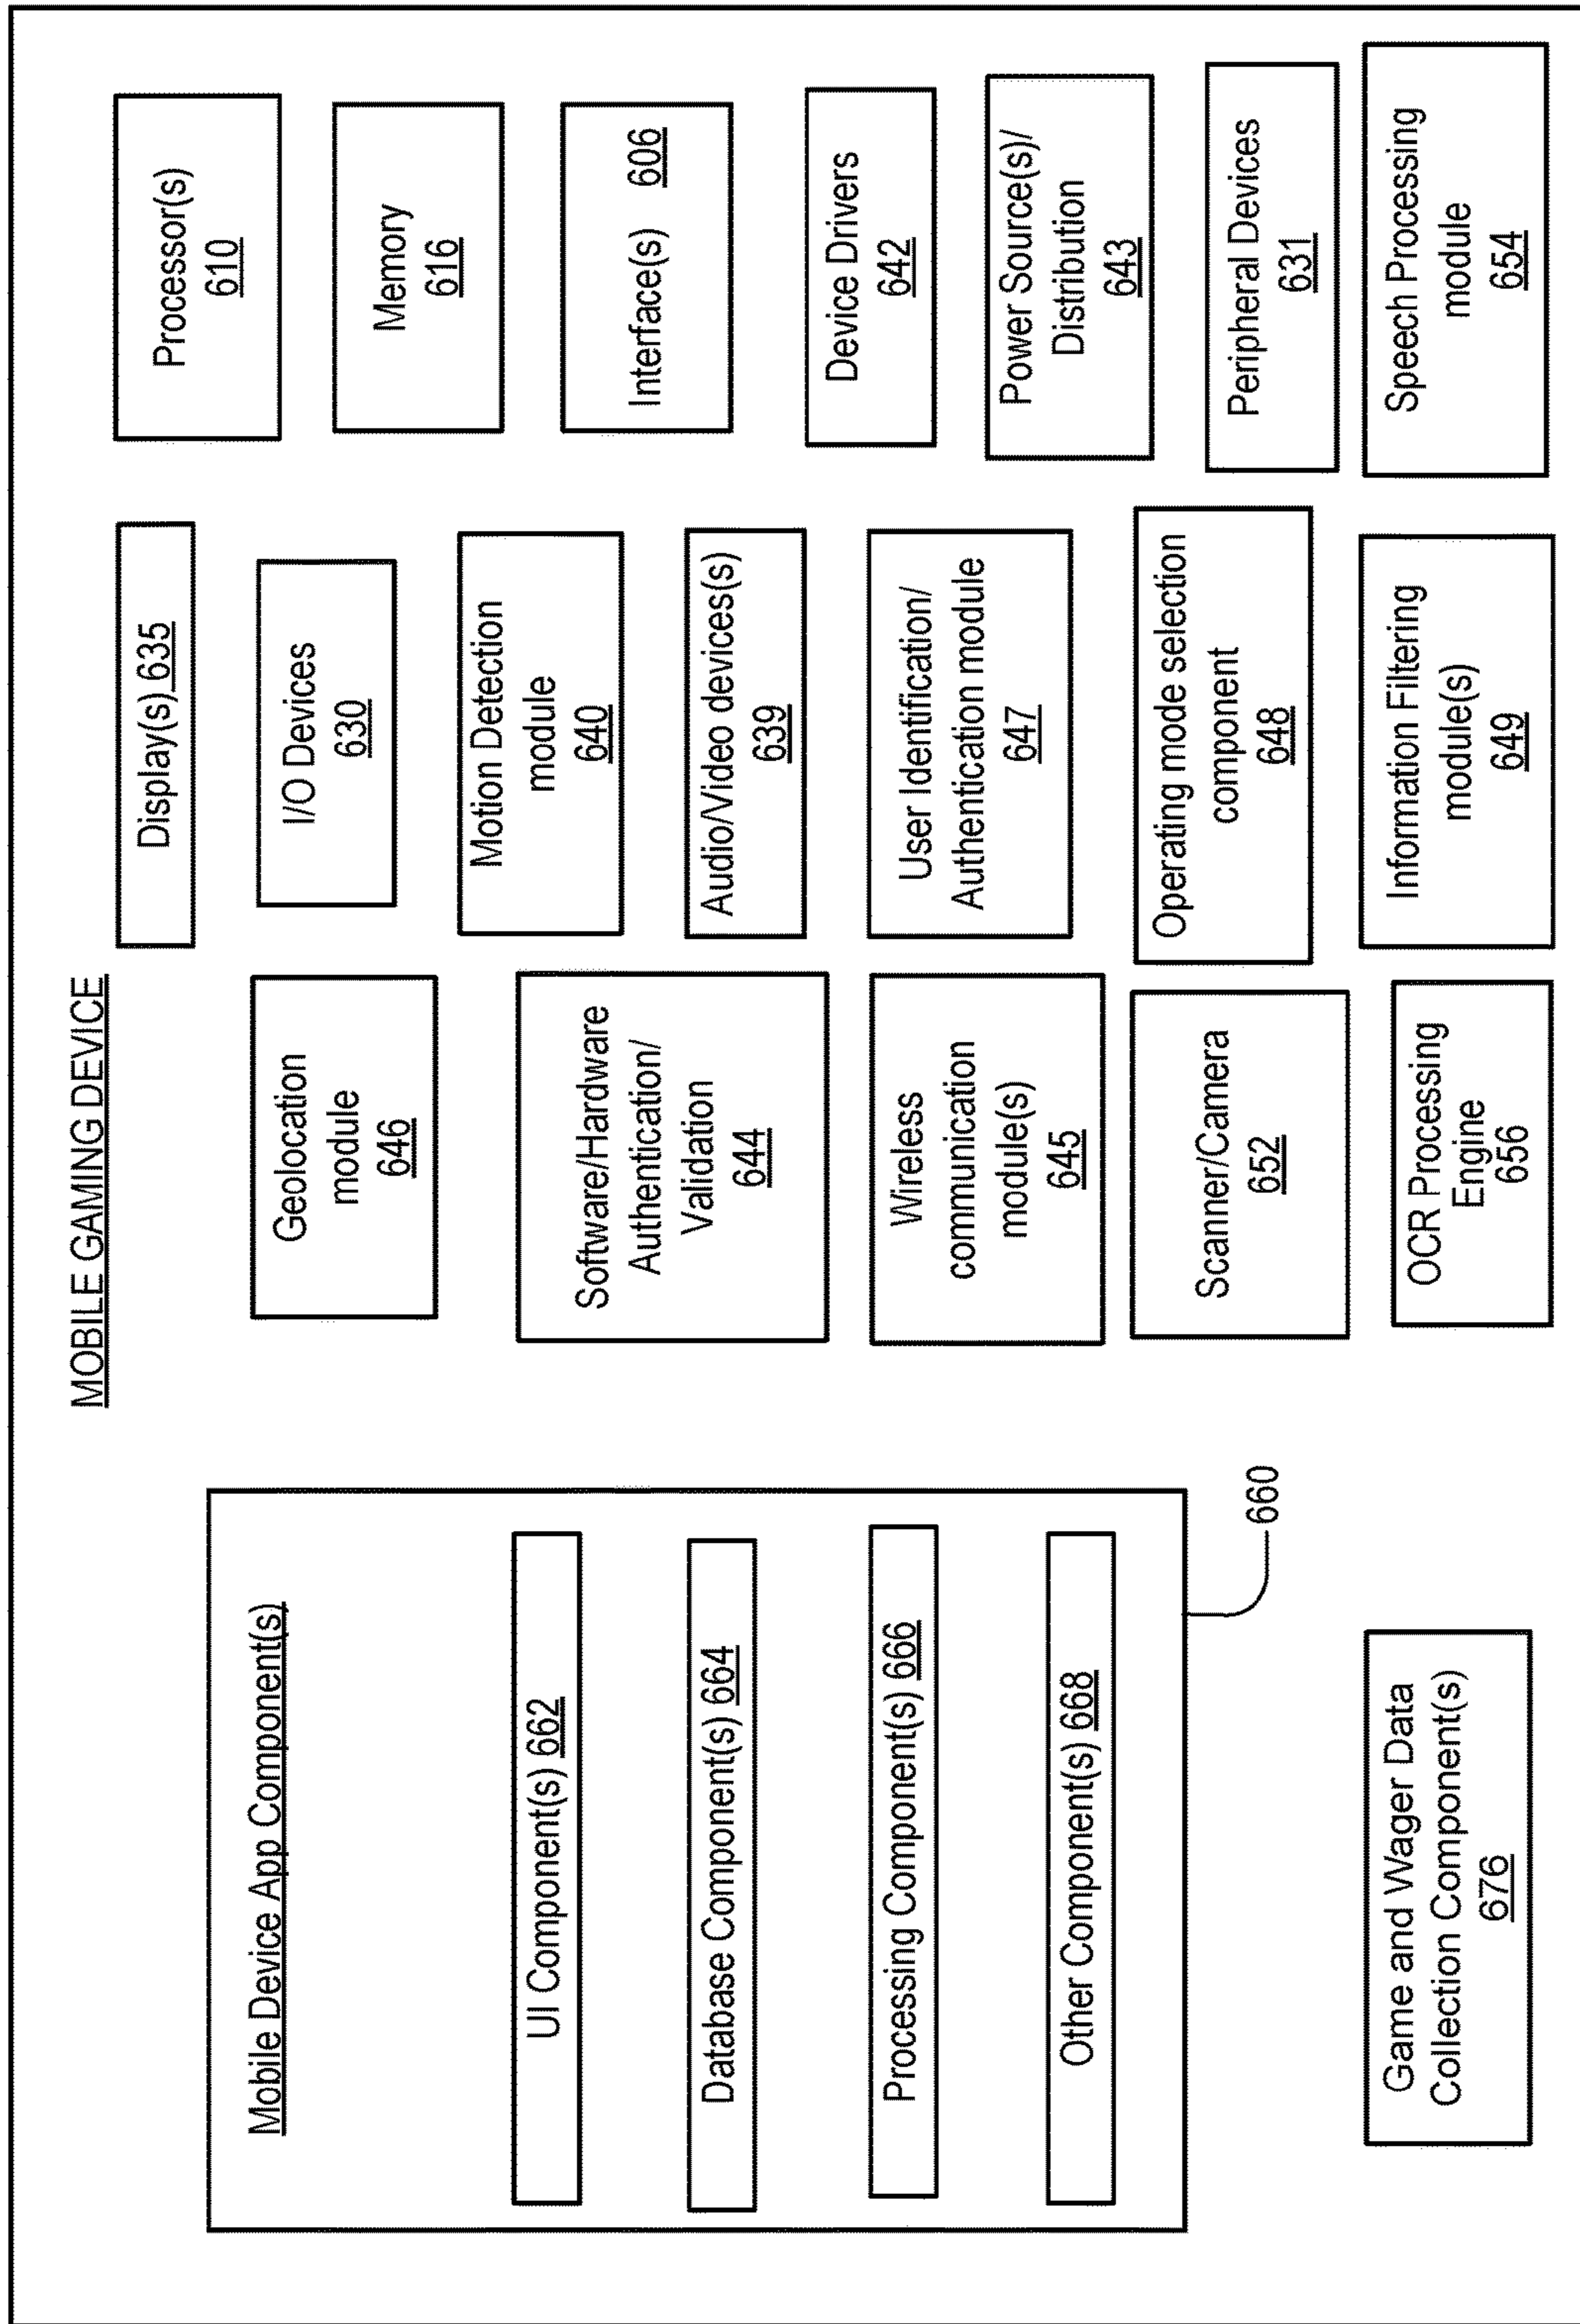 MOBILE GAMING DEVICE
Mobile Device App Component(s)
UI Component(s) 662
Database Component(s) 664
Processing Component(s) 666
Other Component(s) 668
660
Game and Wager Data
Collection Component(s)
676
Geolocation
module
646
Software/Hardware
Authentication/
Validation
644
Wireless
communication
module(s)
645
Scanner/Camera
652
OCR Processing
Engine
656
Display(s) 635
I/O Devices
630
Motion Detection
module
640
Audio/Video devices(s)
639
User Identification/
Authentication module
647
Operating mode selection
component
648
Information Filtering
module(s)
649
Processor(s)
610
Memory
616
Interface(s) 606
Device Drivers
642
Power Source(s)/
Distribution
643
Peripheral Devices
631
Speech Processing
module
654